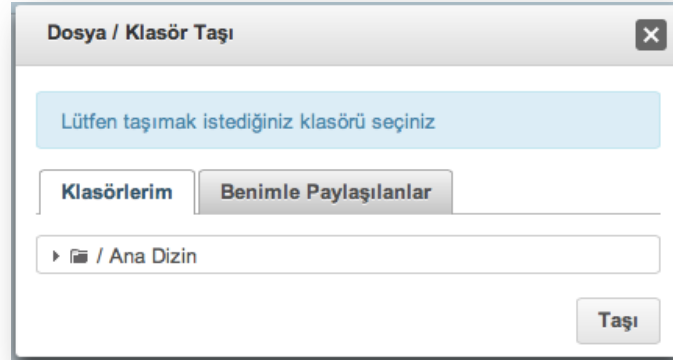 Dosya / Klasör Taşı
Lütfen taşımak istediğiniz klasörü seçiniz
Klasörlerim
Benimle Paylaşılanlar
/ Ana Dizin
Taşı